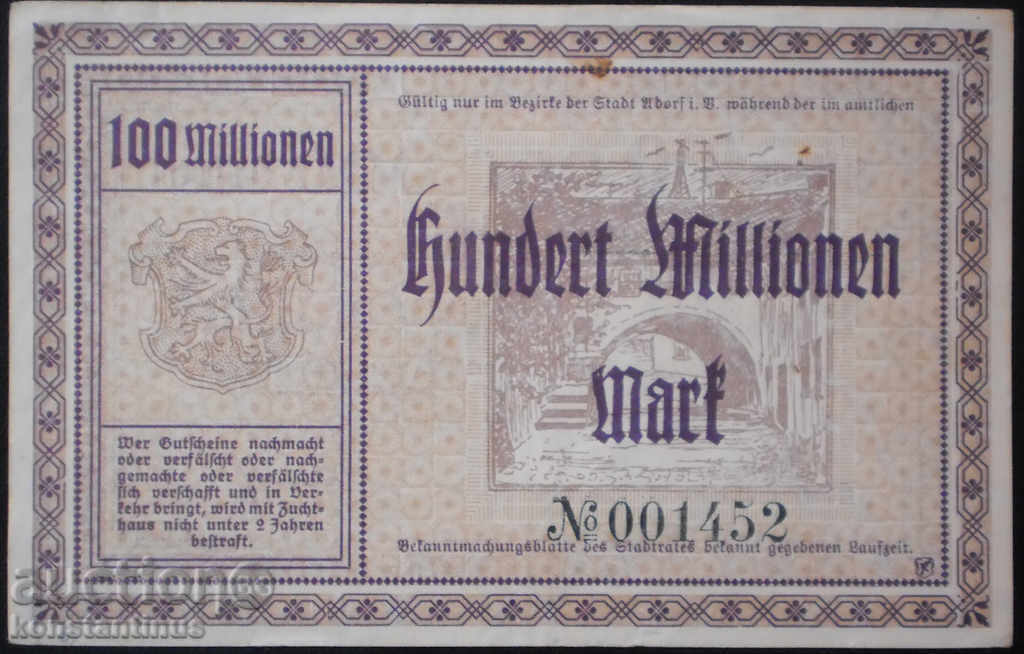 100 Millionen
Wer Gutscheine nachmacht
oder verfälscht oder nach-
gemachte oder verfälschte
sich verschafft und in Ver-
kehr bringt, wird mit Zucht-
haus nicht unter 2 Jahren
bestraft.
Gültig nur im Bezirke der Stadt Adorf i. V. während der im amtlichen
Hundert Millionen
Mark
№ 001452
Bekanntmachungsblatte des Stadtrates bekannt gegebenen Laufzeit.
auction
konstantinus